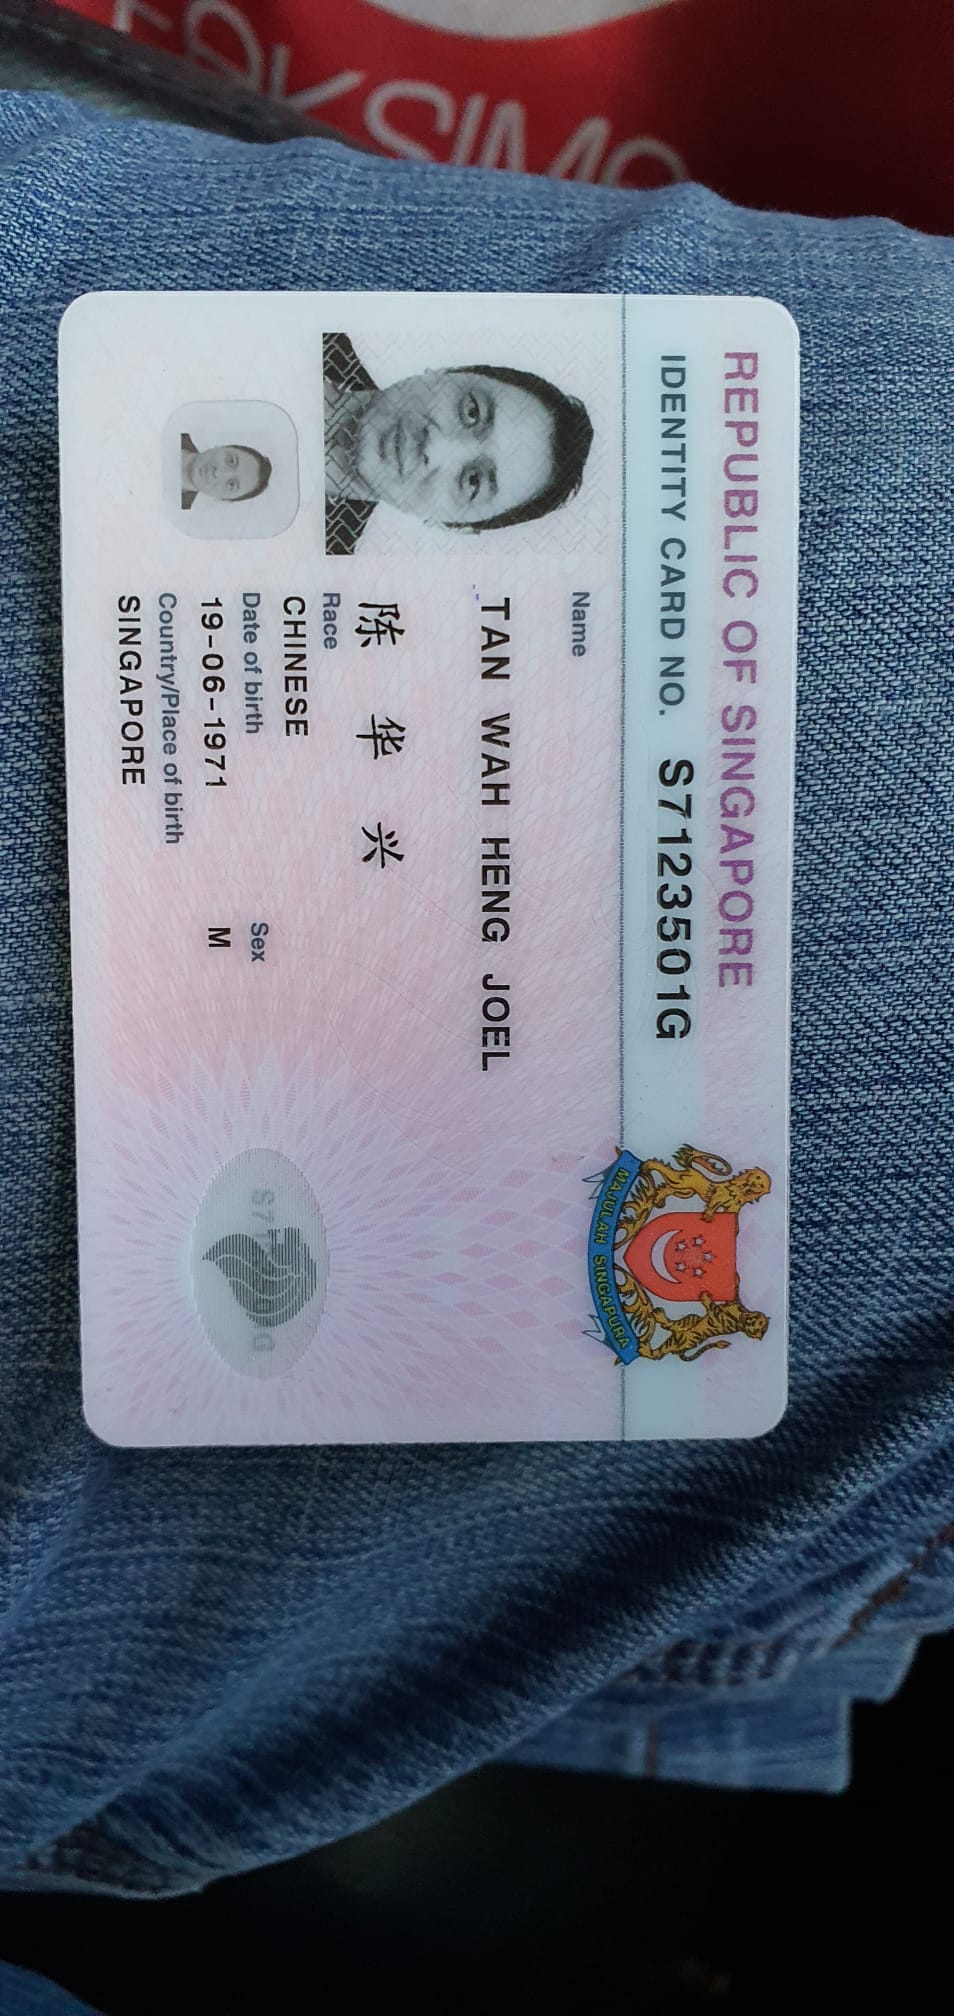 REPUBLIC OF SINGAPORE
IDENTITY CARD NO. S7123501G
MAJULAH SINGAPURA
Name
TAN WAH HENG JOEL
陈 华 兴
Race
CHINESE
Date of birth Sex
19-06-1971 M
Country/Place of birth
SINGAPORE